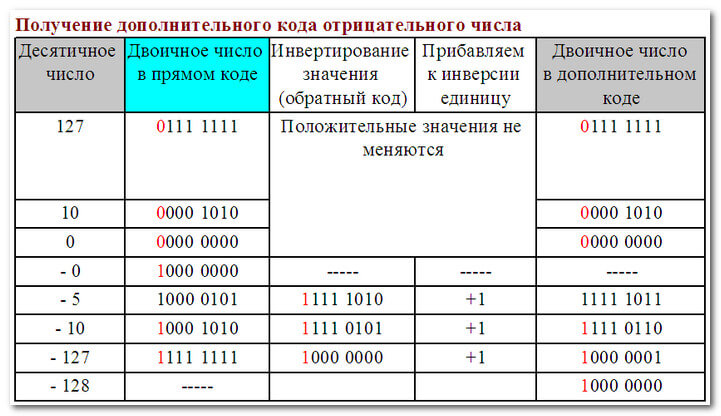 Получение дополнительного кода отрицательного числа
Десятичное число Двоичное число в прямом коде Инвертирование значения (обратный код) Прибавляем к инверсии единицу Двоичное число в дополнительном коде
127 0111 1111 Положительные значения не меняются 0111 1111
10 0000 1010 0000 1010
0 0000 0000 0000 0000
- 0 1000 0000 ----- ----- -----
- 5 1000 0101 1111 1010 +1 1111 1011
- 10 1000 1010 1111 0101 +1 1111 0110
- 127 1111 1111 1000 0000 +1 1000 0001
- 128 ----- 1000 0000